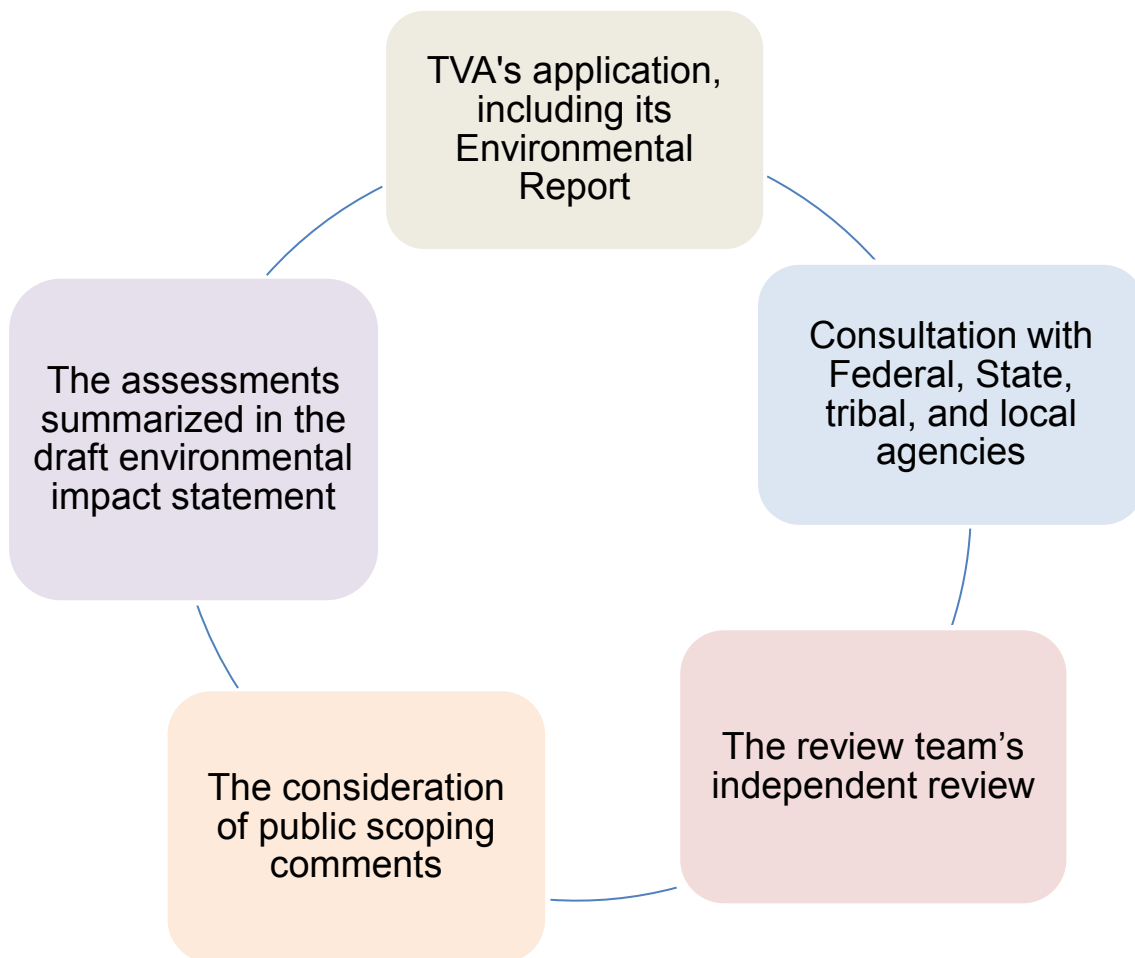 TVA's application,
including its
Environmental
Report
Consultation with
Federal, State,
tribal, and local
agencies
The review team’s
independent review
The consideration
of public scoping
comments
The assessments
summarized in the
draft environmental
impact statement